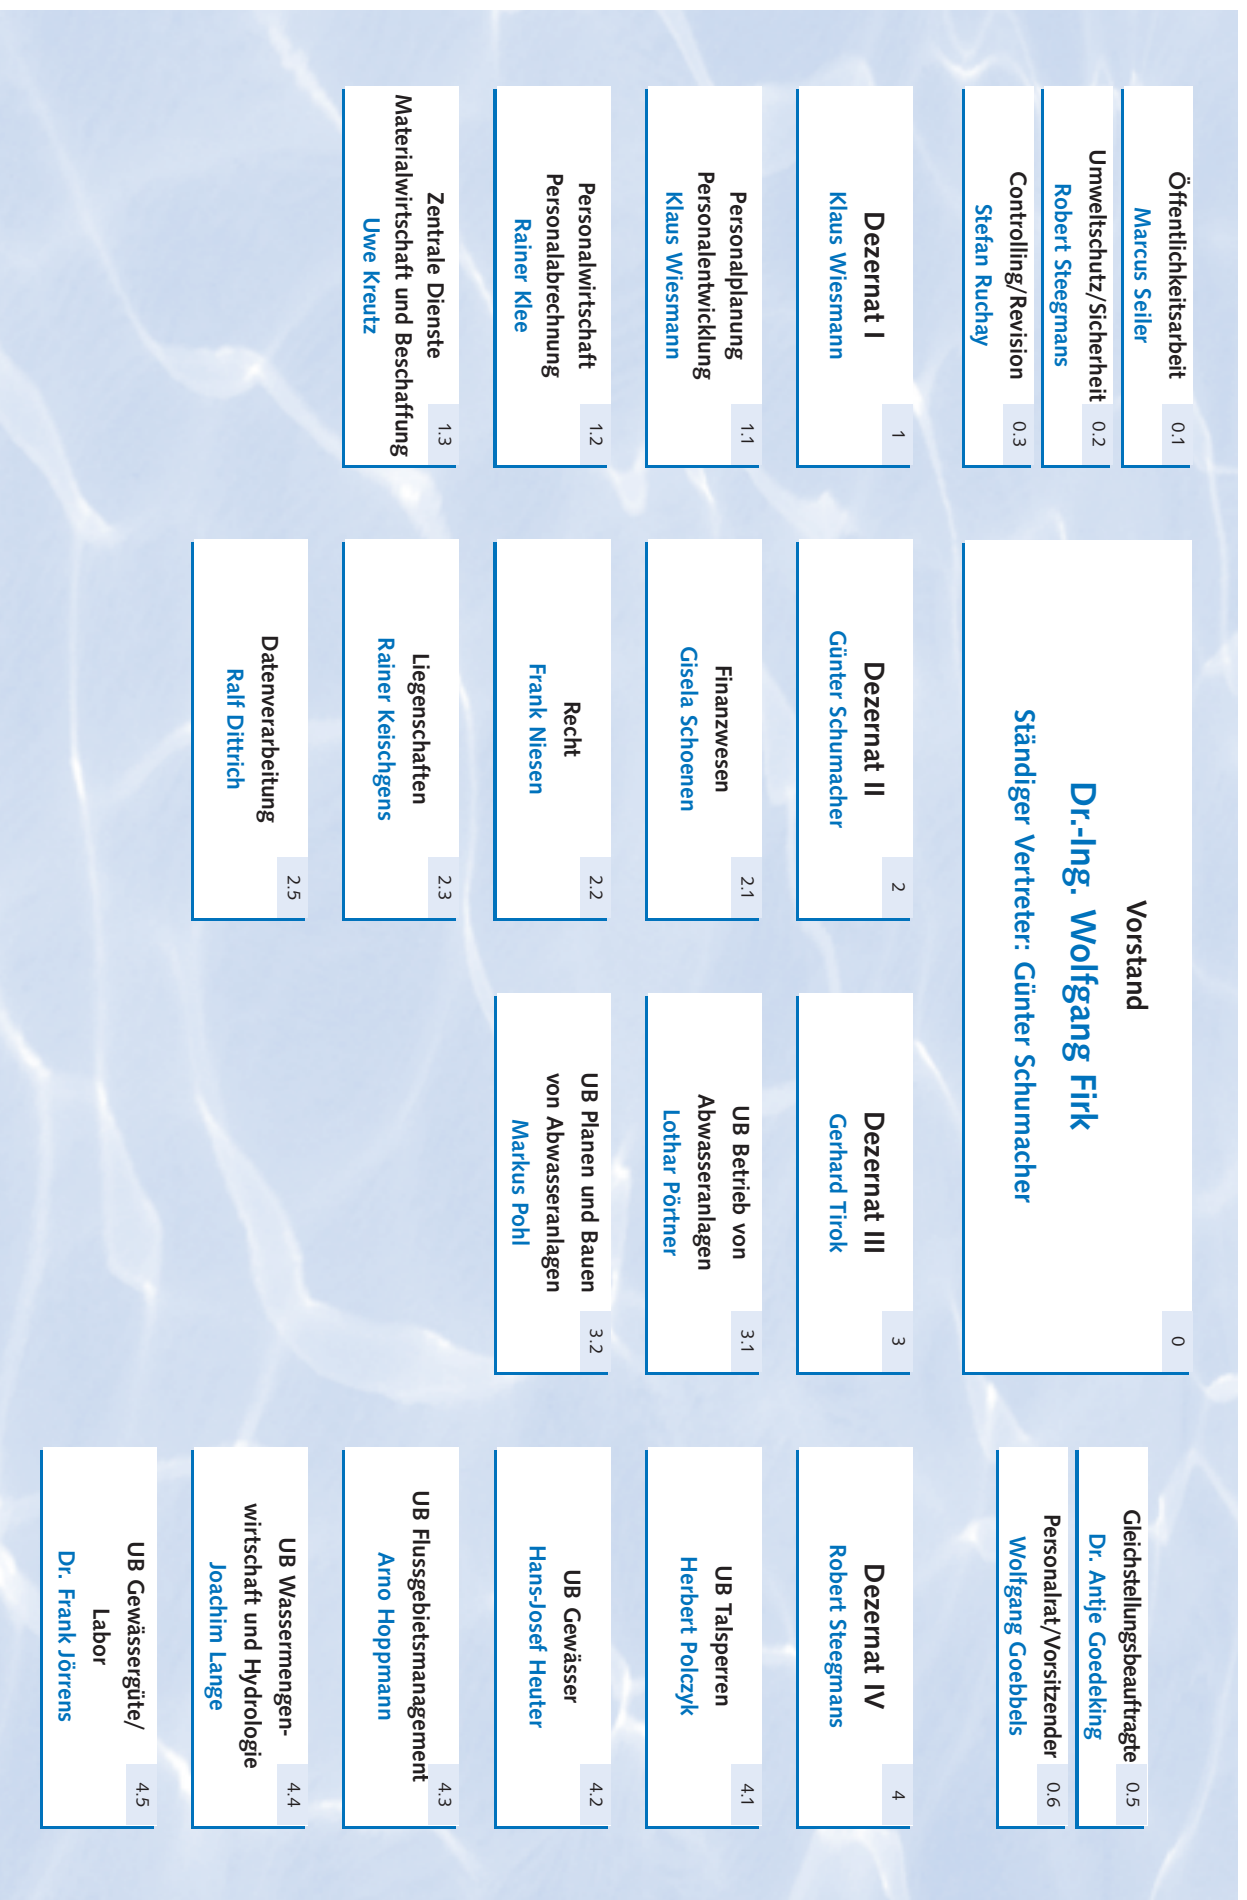 Öffentlichkeitsarbeit
Marcus Seiler
0.1
Umweltschutz/Sicherheit
Robert Steegmans
0.2
Controlling/Revision
Stefan Ruchay
0.3
Vorstand
Dr.-Ing. Wolfgang Firk
Ständiger Vertreter: Günter Schumacher
0
Gleichstellungsbeauftragte
Dr. Antje Goedeking
0.5
Personalrat/Vorsitzender
Wolfgang Goebbels
0.6
Dezernat I
Klaus Wiesmann
1
Personalplanung
Personalentwicklung
Klaus Wiesmann
1.1
Personalwirtschaft
Personalabrechnung
Rainer Klee
1.2
Zentrale Dienste
Materialwirtschaft und Beschaffung
Uwe Kreutz
1.3
Dezernat II
Günter Schumacher
2
Finanzwesen
Gisela Schoenen
2.1
Recht
Frank Niesen
2.2
Liegenschaften
Rainer Keischgens
2.3
Datenverarbeitung
Ralf Dittrich
2.5
Dezernat III
Gerhard Tirok
3
UB Betrieb von
Abwasseranlagen
Lothar Pörtner
3.1
UB Planen und Bauen
von Abwasseranlagen
Markus Pohl
3.2
Dezernat IV
Robert Steegmans
4
UB Talsperren
Herbert Polczyk
4.1
UB Gewässer
Hans-Josef Heuter
4.2
UB Flussgebietsmanagement
Arno Hoppmann
4.3
UB Wassermengen-
wirtschaft und Hydrologie
Joachim Lange
4.4
UB Gewässergüte/
Labor
Dr. Frank Jörrens
4.5